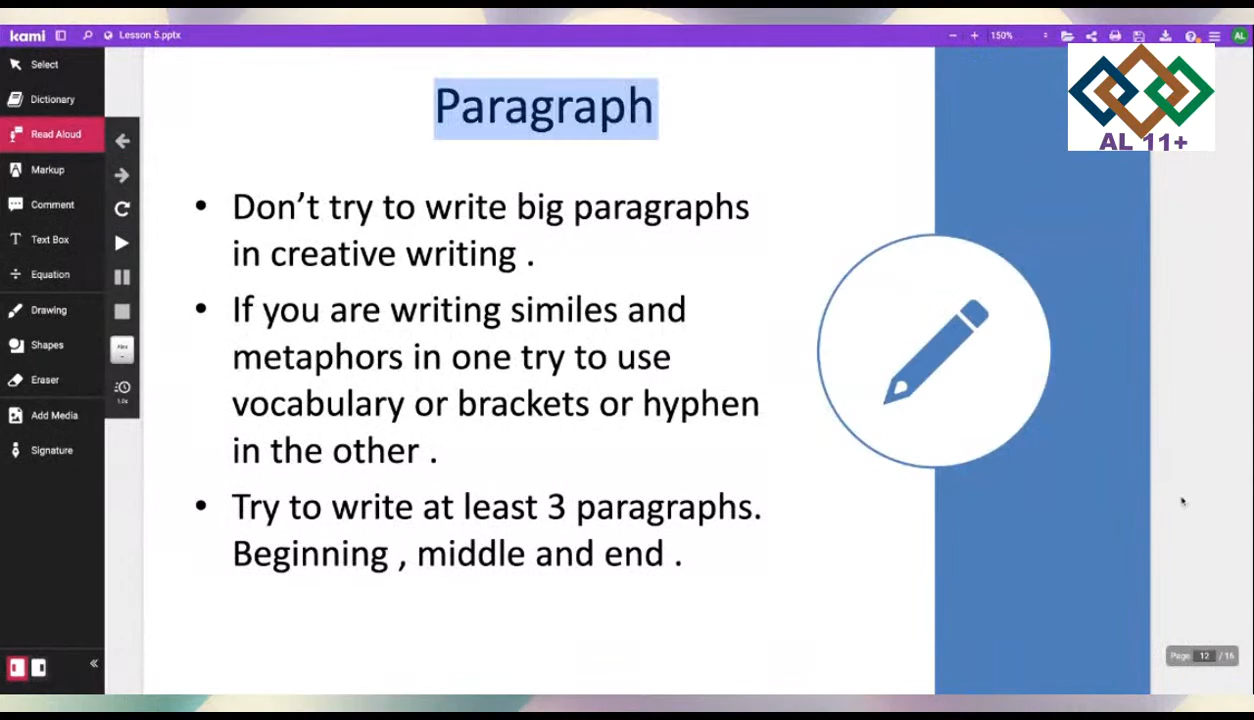 kami
Lesson 5.pptx
150%
AL
Select
Dictionary
Read Aloud
Markup
Comment
Text Box
Equation
Drawing
Shapes
Eraser
Add Media
Signature
Paragraph
• Don’t try to write big paragraphs
in creative writing .
• If you are writing similes and
metaphors in one try to use
vocabulary or brackets or hyphen
in the other .
• Try to write at least 3 paragraphs.
Beginning , middle and end .
AL 11+
Page 12 / 16